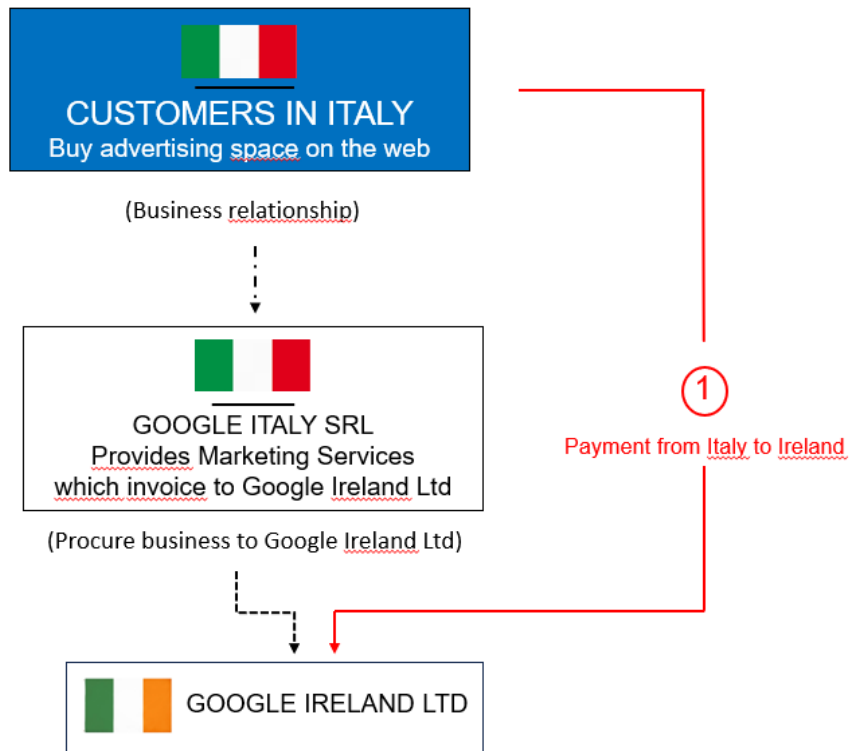 CUSTOMERS IN ITALY
Buy advertising space on the web
(Business relationship)
GOOGLE ITALY SRL
Provides Marketing Services
which invoice to Google Ireland Ltd
1
Payment from Italy to Ireland
(Procure business to Google Ireland Ltd)
GOOGLE IRELAND LTD